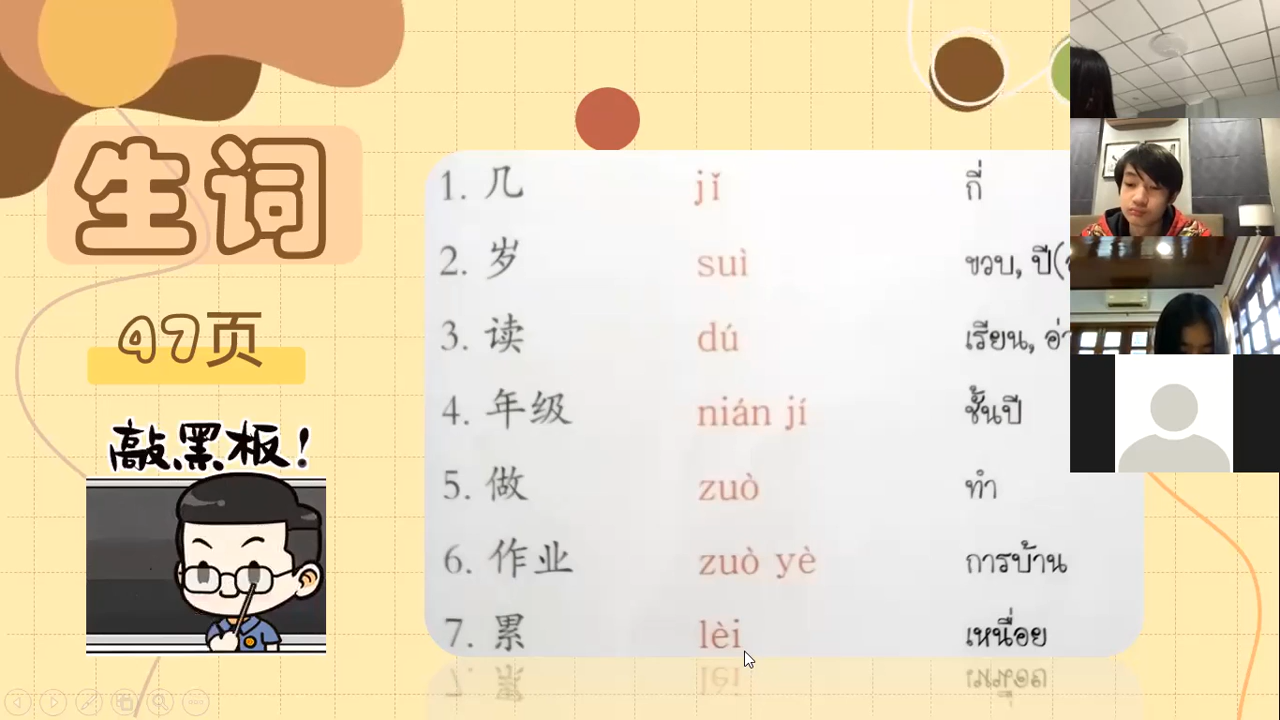 生词
47页
敲黑板!
1. 几 jǐ กี่
2. 岁 suì ขวบ, ปี(
3. 读 dú เรียน,
4. 年级 nián jí ชั้นปี
5. 做 zuò ทำ
6. 作业 zuò yè การบ้าน
7. 累 lèi เหนื่อย